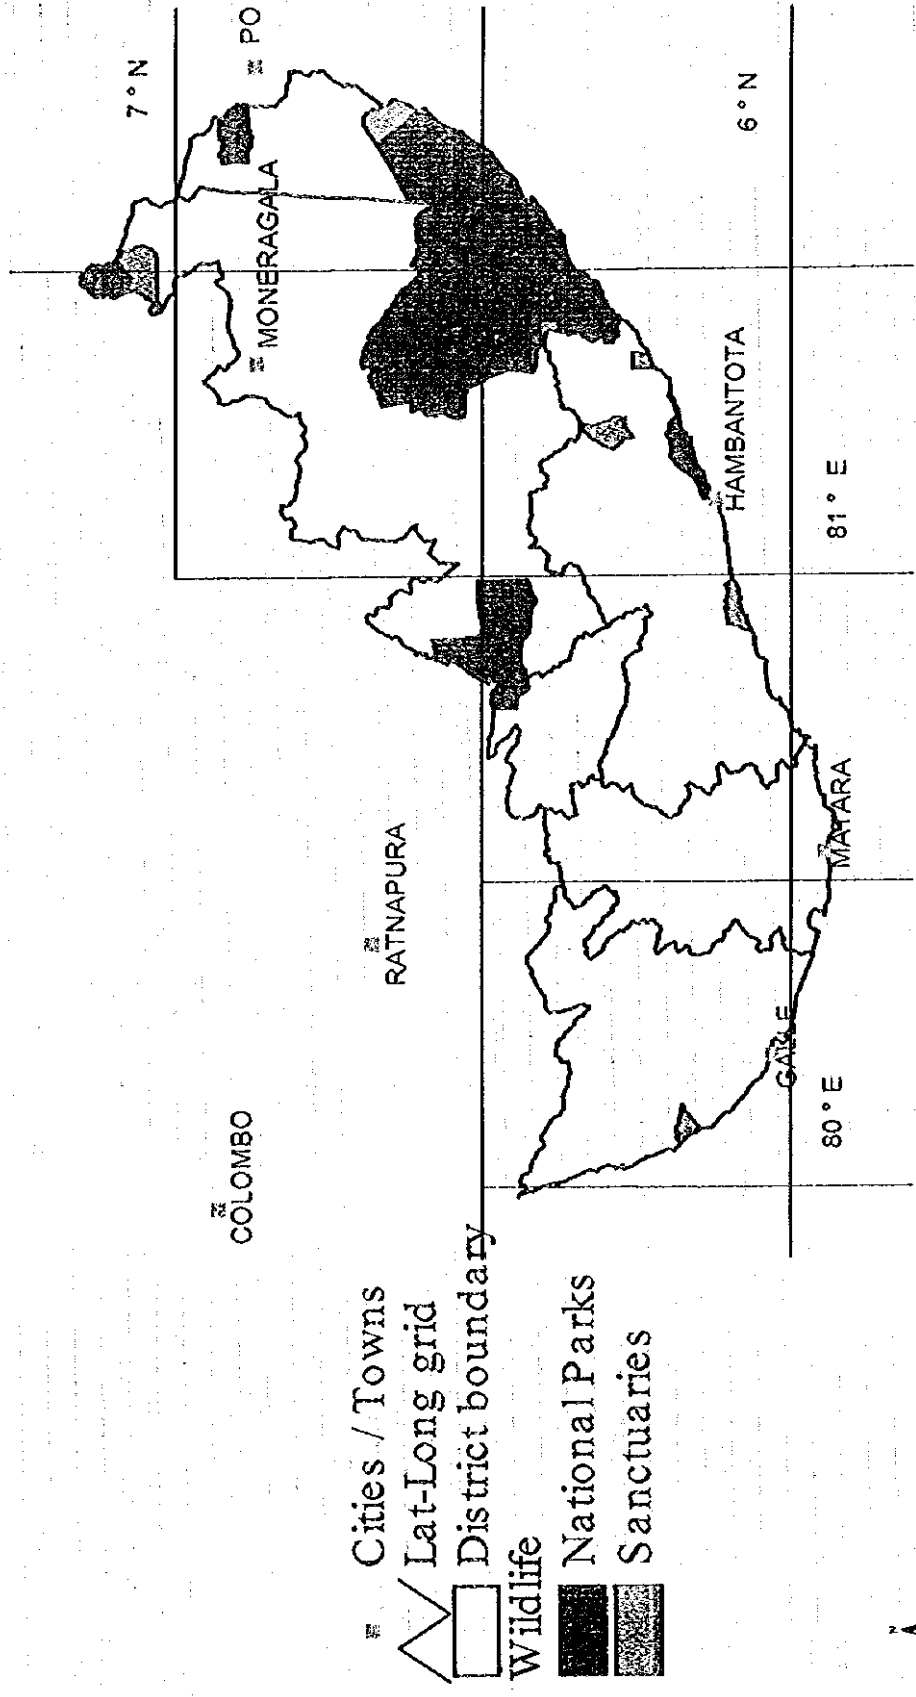 7° N
PO
MONERAGALA
6° N
HAMBANTOTA
81° E
RATNAPURA
MATARA
COLOMBO
GALLE
80° E
Cities / Towns
Lat-Long grid
District boundary
Wildlife
National Parks
Sanctuaries
N